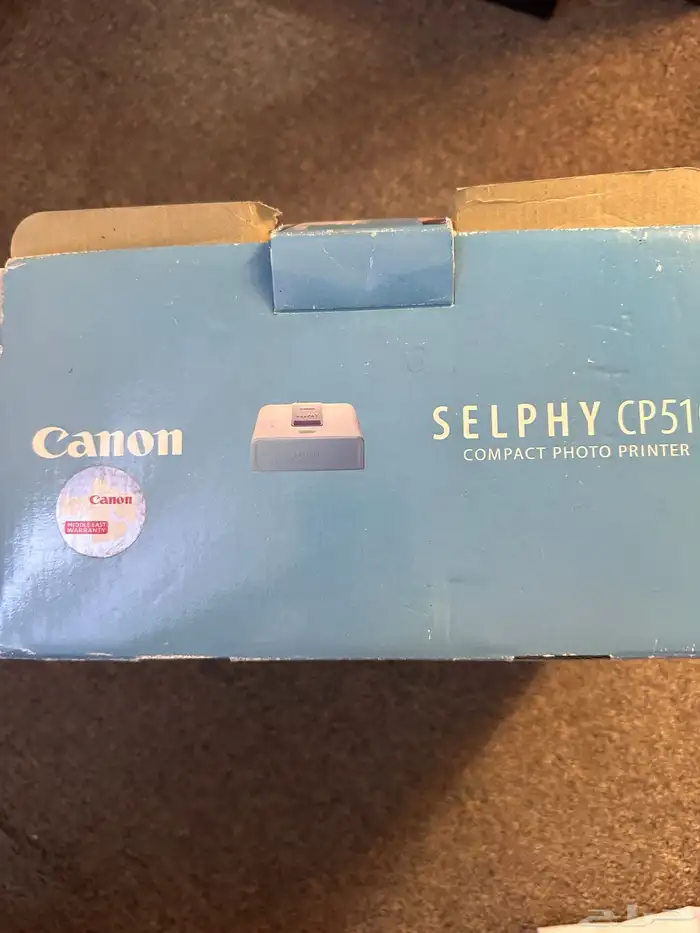 Canon
SELPHY CP51
COMPACT PHOTO PRINTER
Canon
MIDDLE EAST
WARRANTY